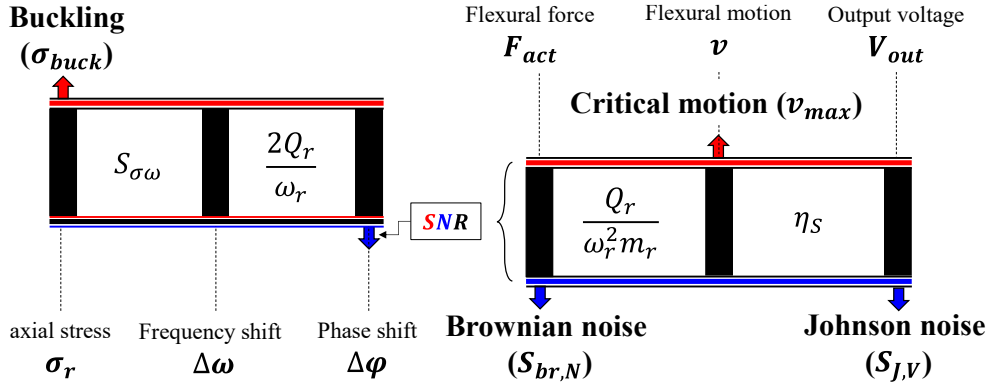 Buckling
(σ_buck)
S_σω
2Q_r
ω_r
axial stress
σ_r
Frequency shift
Δω
Phase shift
Δφ
SNR
Flexural force
F_act
Flexural motion
v
Output voltage
V_out
Critical motion (v_max)
Q_r
ω_r^2 m_r
η_S
Brownian noise
(S_br,N)
Johnson noise
(S_J,V)